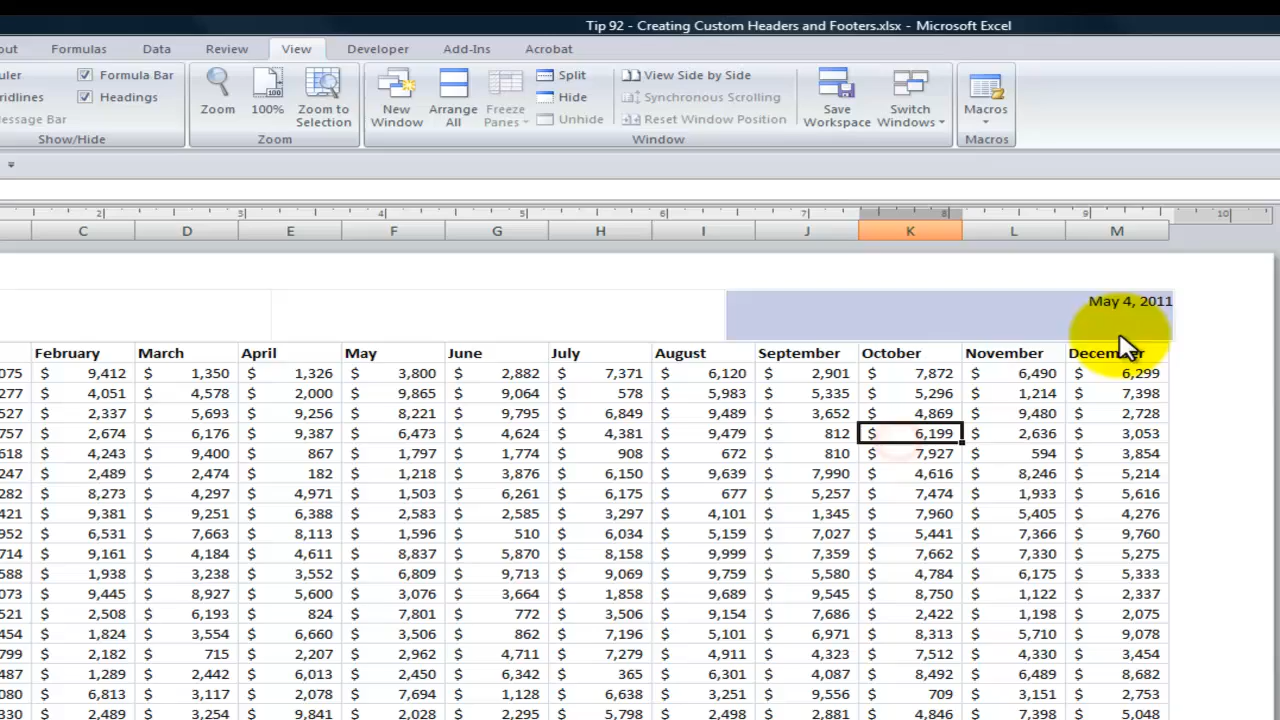 Tip 92 - Creating Custom Headers and Footers.xlsx - Microsoft Excel
out Formulas Data Review View Developer Add-Ins Acrobat
uler Formula Bar Split View Side by Side
ridlines Headings Hide Synchronous Scrolling
essage Bar Unhide Reset Window Position
Zoom 100% Zoom to Selection New Window Arrange All Freeze Panes Save Workspace Switch Windows Macros
Show/Hide Zoom Window Macros
2 3 4 5 6 7 8 9 10
C D E F G H I J K L M
May 4, 2011
February March April May June July August September October November December
075 $ 9,412 $ 1,350 $ 1,326 $ 3,800 $ 2,882 $ 7,371 $ 6,120 $ 2,901 $ 7,872 $ 6,490 $ 6,299
277 $ 4,051 $ 4,578 $ 2,000 $ 9,865 $ 9,064 $ 578 $ 5,983 $ 5,335 $ 5,296 $ 1,214 $ 7,398
527 $ 2,337 $ 5,693 $ 9,256 $ 8,221 $ 9,795 $ 6,849 $ 9,489 $ 3,652 $ 4,869 $ 9,480 $ 2,728
757 $ 2,674 $ 6,176 $ 9,387 $ 6,473 $ 4,624 $ 4,381 $ 9,479 $ 812 $ 6,199 $ 2,636 $ 3,053
618 $ 4,243 $ 9,400 $ 867 $ 1,797 $ 1,774 $ 908 $ 672 $ 810 $ 7,927 $ 594 $ 3,854
247 $ 2,489 $ 2,474 $ 182 $ 1,218 $ 3,876 $ 6,150 $ 9,639 $ 7,990 $ 4,616 $ 8,246 $ 5,214
282 $ 8,273 $ 4,297 $ 4,971 $ 1,503 $ 6,261 $ 6,175 $ 677 $ 5,257 $ 7,474 $ 1,933 $ 5,616
421 $ 9,381 $ 9,251 $ 6,388 $ 2,583 $ 2,585 $ 3,297 $ 4,101 $ 1,345 $ 7,960 $ 5,405 $ 4,276
952 $ 6,531 $ 7,663 $ 8,113 $ 1,596 $ 510 $ 6,034 $ 5,159 $ 7,027 $ 5,441 $ 7,366 $ 9,760
714 $ 9,161 $ 4,184 $ 4,611 $ 8,837 $ 5,870 $ 8,158 $ 9,999 $ 7,359 $ 7,662 $ 7,330 $ 5,275
588 $ 1,938 $ 3,238 $ 3,552 $ 6,809 $ 9,713 $ 9,069 $ 9,759 $ 5,580 $ 4,784 $ 6,175 $ 5,333
073 $ 9,445 $ 8,927 $ 5,600 $ 3,076 $ 3,664 $ 1,858 $ 9,689 $ 9,545 $ 8,750 $ 1,122 $ 2,337
521 $ 2,508 $ 6,193 $ 824 $ 7,801 $ 772 $ 3,506 $ 9,154 $ 7,686 $ 2,422 $ 1,198 $ 2,075
454 $ 1,824 $ 3,554 $ 6,660 $ 3,506 $ 862 $ 7,196 $ 5,101 $ 6,971 $ 8,313 $ 5,710 $ 9,078
799 $ 2,182 $ 715 $ 2,207 $ 2,962 $ 4,711 $ 7,279 $ 4,911 $ 4,323 $ 7,512 $ 4,330 $ 3,454
487 $ 1,289 $ 2,442 $ 6,013 $ 2,450 $ 6,342 $ 365 $ 6,301 $ 4,087 $ 8,492 $ 6,489 $ 8,682
080 $ 6,813 $ 3,117 $ 2,078 $ 7,694 $ 1,128 $ 6,638 $ 3,251 $ 9,556 $ 709 $ 3,151 $ 2,753
330 $ 2,489 $ 3,254 $ 9,841 $ 2,028 $ 2,295 $ 5,798 $ 2,498 $ 2,881 $ 4,846 $ 7,398 $ 5,048